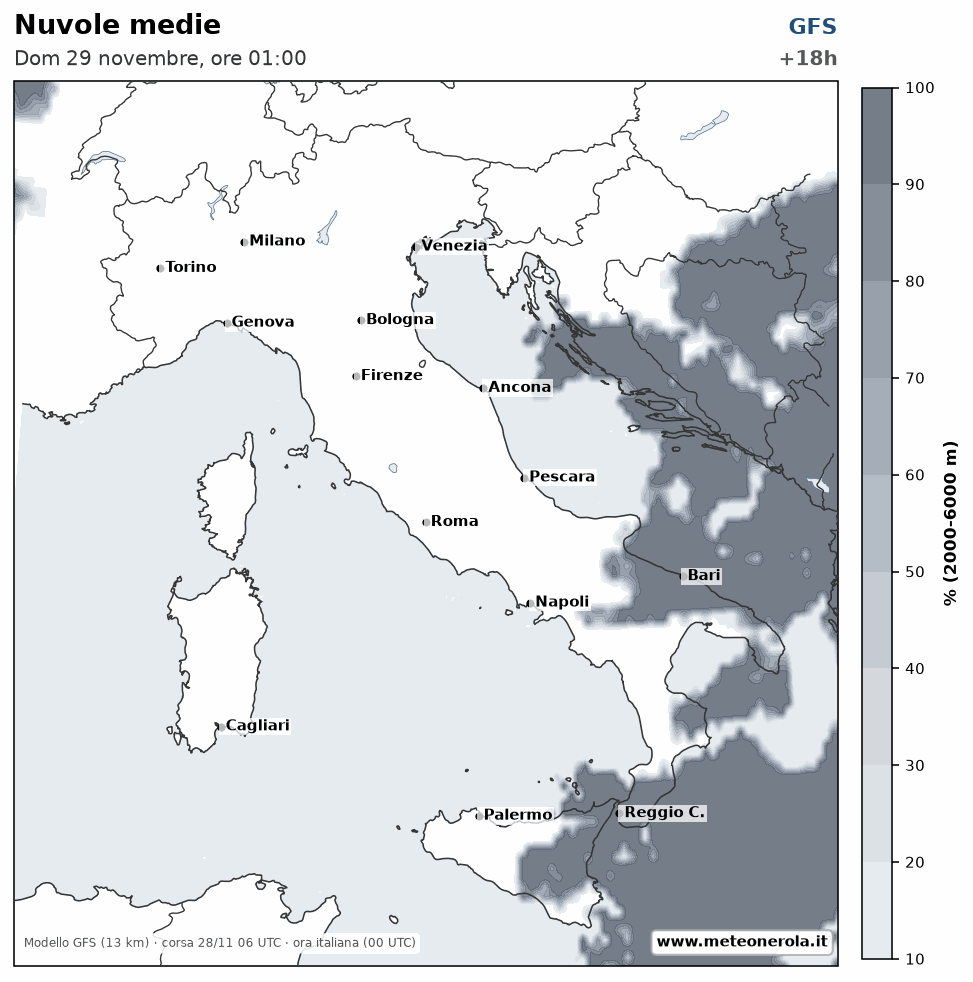 Nuvole medie
GFS
Dom 29 novembre, ore 01:00
+18h
100
90
80
70
60
50
40
30
20
10
% (2000-6000 m)
Milano
Venezia
Torino
Genova
Bologna
Firenze
Ancona
Pescara
Roma
Bari
Napoli
Cagliari
Palermo
Reggio C.
Modello GFS (13 km) · corsa 28/11 06 UTC · ora italiana (00 UTC)
www.meteonerola.it